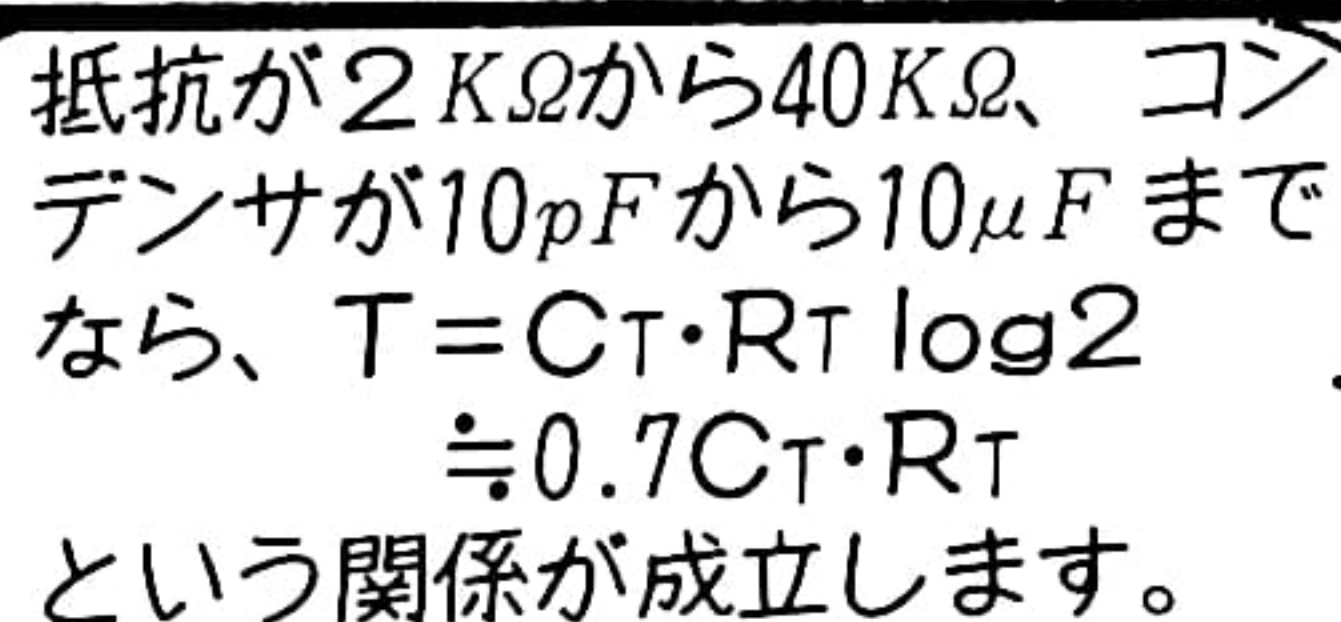 抵抗が2KΩから40KΩ、コン
デンサが10pFから10μFまで
なら、T=CT・RT log2
≒0.7CT・RT
という関係が成立します。